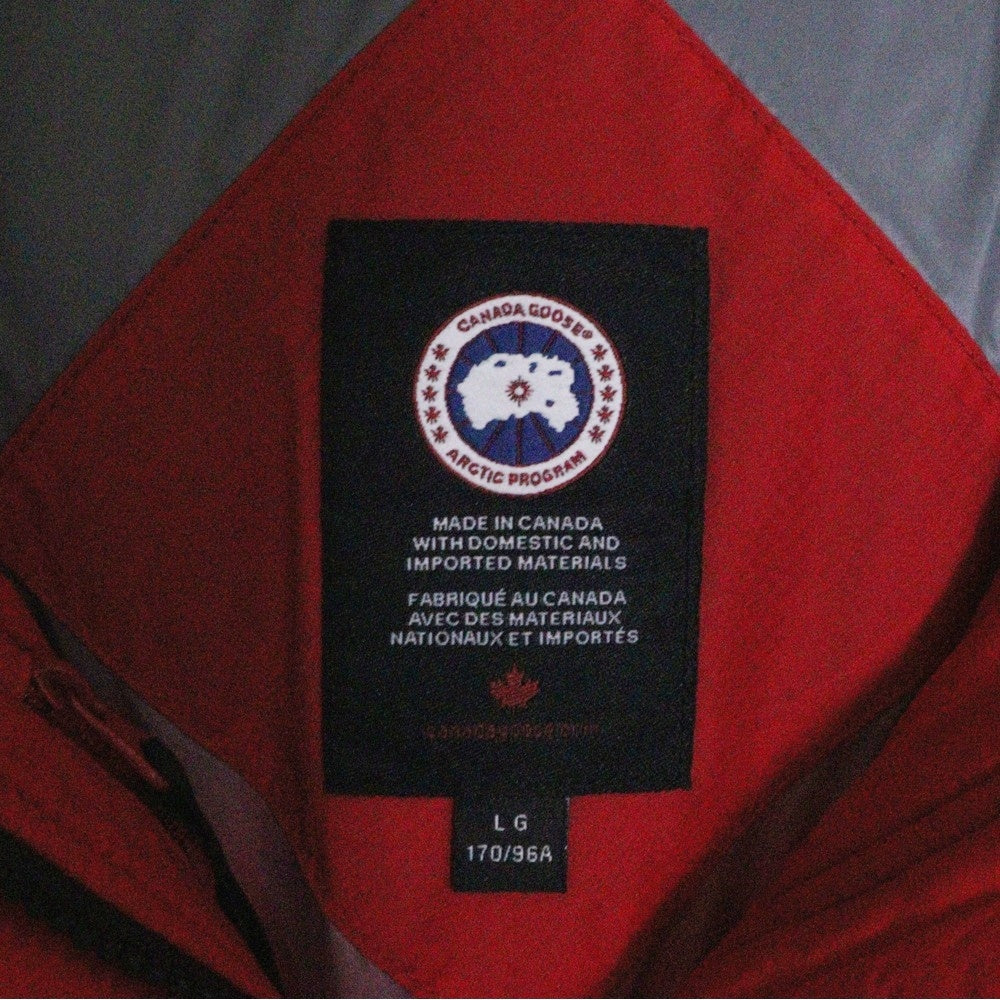 CANADA GOOSE®
ARCTIC PROGRAM
MADE IN CANADA
WITH DOMESTIC AND
IMPORTED MATERIALS
FABRIQUÉ AU CANADA
AVEC DES MATERIAUX
NATIONAUX ET IMPORTÉS
LG
170/96A